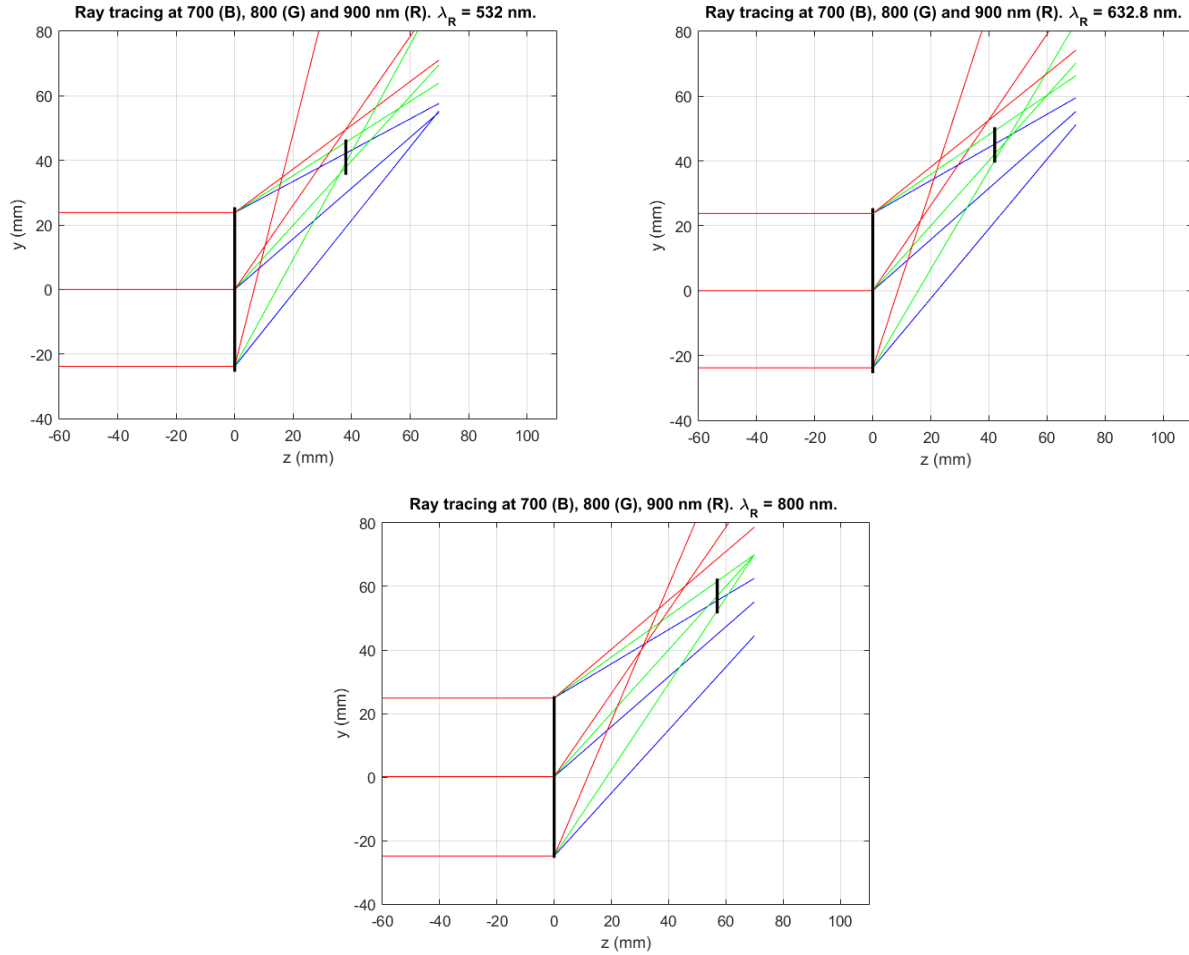 Ray tracing at 700 (B), 800 (G) and 900 nm (R). λ_R = 532 nm.
80
60
40
20
0
-20
-40
y (mm)
-60 -40 -20 0 20 40 60 80 100
z (mm)
Ray tracing at 700 (B), 800 (G) and 900 nm (R). λ_R = 632.8 nm.
80
60
40
20
0
-20
-40
y (mm)
-60 -40 -20 0 20 40 60 80 100
z (mm)
Ray tracing at 700 (B), 800 (G), 900 nm (R). λ_R = 800 nm.
80
60
40
20
0
-20
-40
y (mm)
-60 -40 -20 0 20 40 60 80 100
z (mm)